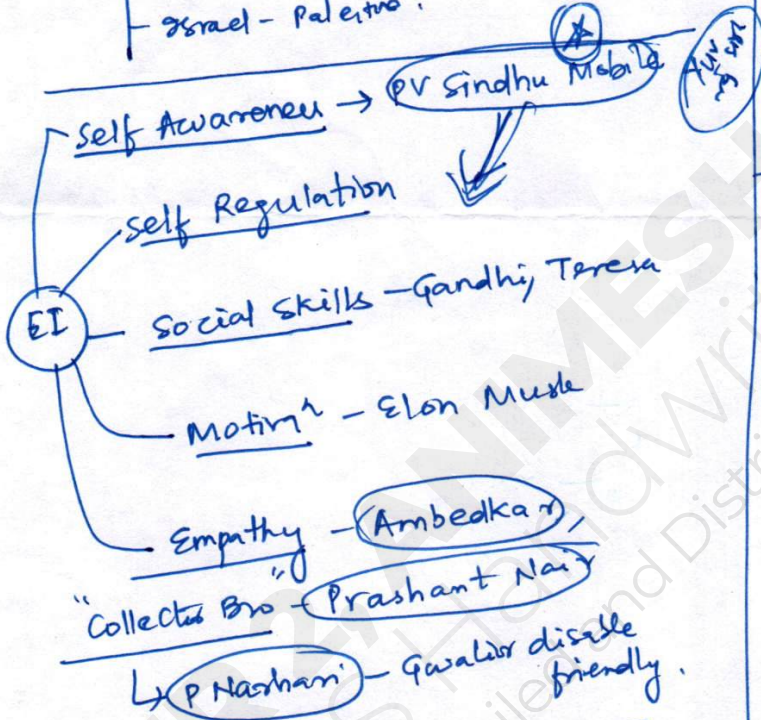 Israel - Palestine.
Self Awareness → PV Sindhu Mobile
Self Regulation
EI
Social Skills - Gandhi, Teresa
Motivn - Elon Musk
Empathy - Ambedkar,
"Collector Bro" - Prashant Nair
↳ P Narhari - Gwalior disable
friendly.